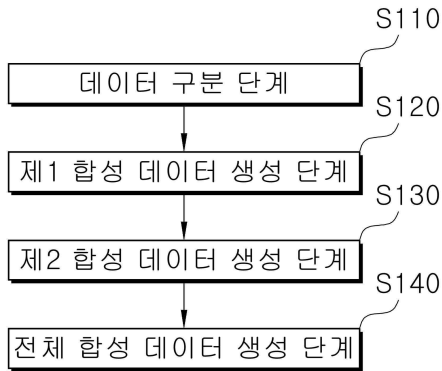 S110
데이터 구분 단계
S120
제1 합성 데이터 생성 단계
S130
제2 합성 데이터 생성 단계
S140
전체 합성 데이터 생성 단계